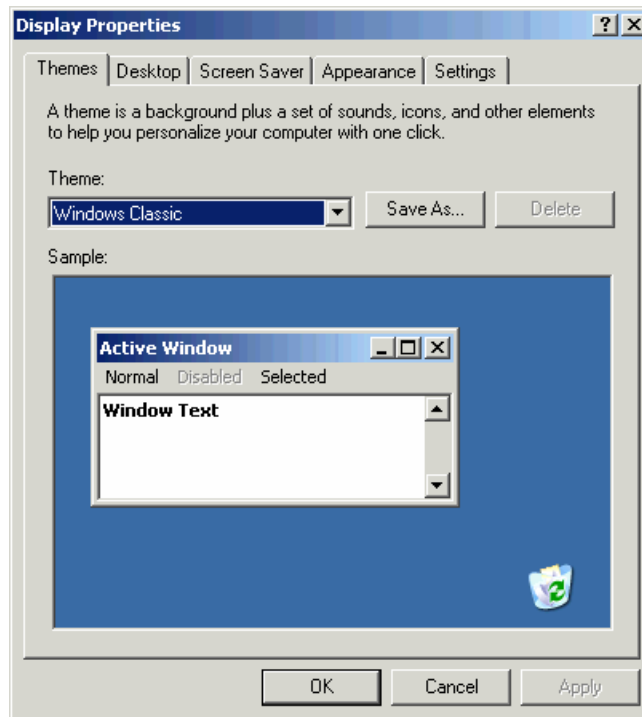 Display Properties
Themes Desktop Screen Saver Appearance Settings
A theme is a background plus a set of sounds, icons, and other elements
to help you personalize your computer with one click.
Theme:
Windows Classic Save As... Delete
Sample:
Active Window
Normal Disabled Selected
Window Text
OK Cancel Apply